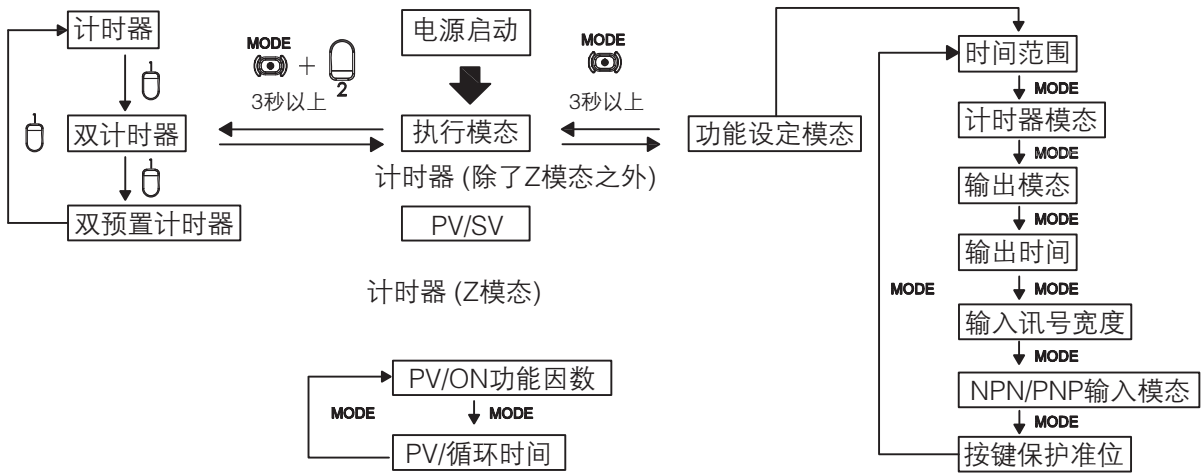 计时器
1
双计时器
1
1
双预置计时器
MODE
+
2
3秒以上
电源启动
MODE
3秒以上
执行模态
计时器 (除了Z模态之外)
PV/SV
计时器 (Z模态)
PV/ON功能因数
MODE
MODE
PV/循环时间
功能设定模态
时间范围
MODE
计时器模态
MODE
输出模态
MODE
输出时间
MODE
MODE
输入讯号宽度
MODE
NPN/PNP输入模态
MODE
按键保护准位